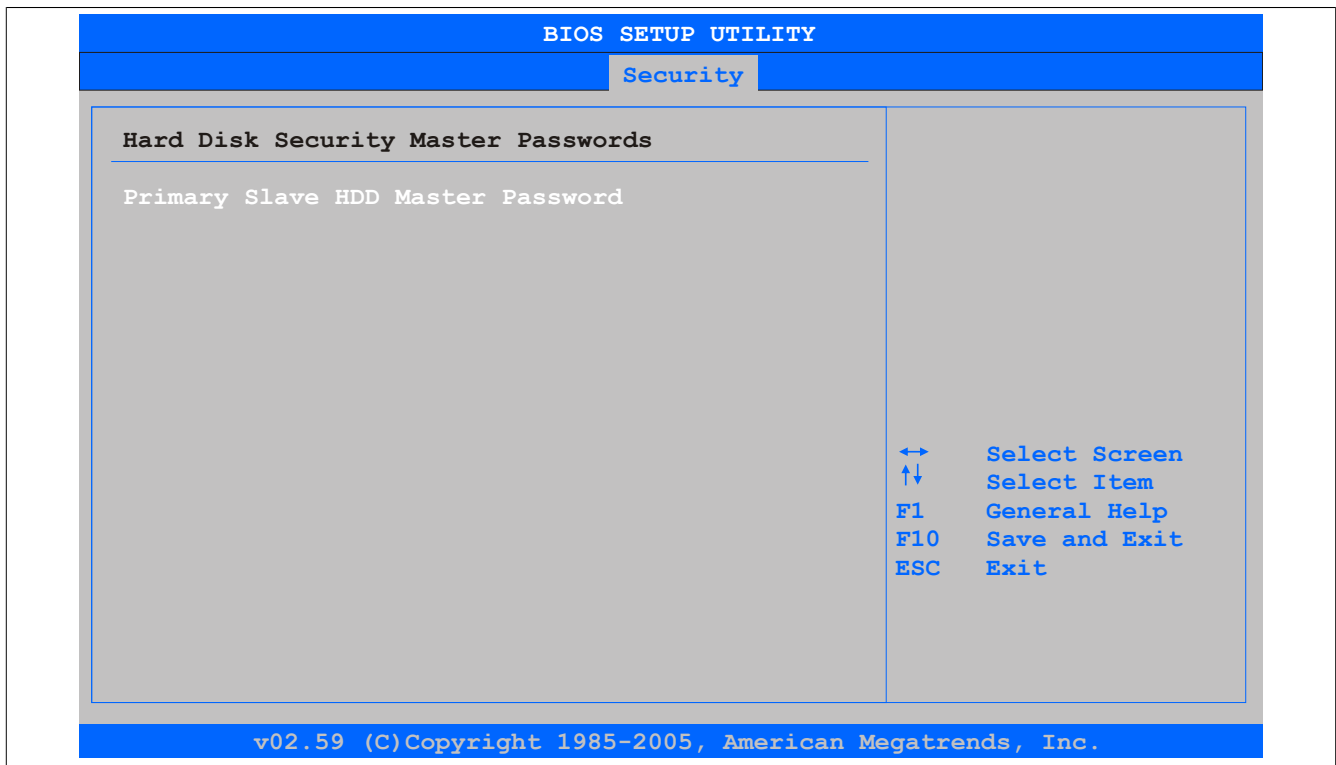 BIOS SETUP UTILITY
Security
Hard Disk Security Master Passwords
Primary Slave HDD Master Password
↔ Select Screen
↑↓ Select Item
F1 General Help
F10 Save and Exit
ESC Exit
v02.59 (C)Copyright 1985-2005, American Megatrends, Inc.